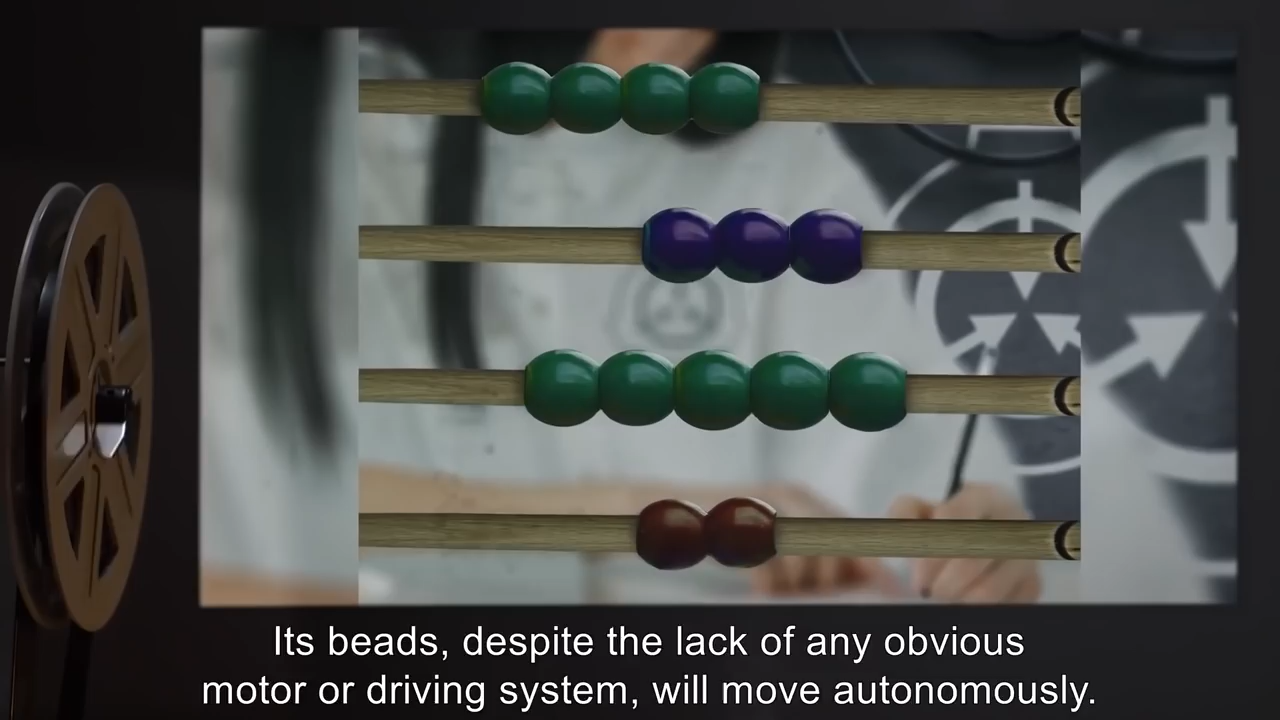 Its beads, despite the lack of any obvious
motor or driving system, will move autonomously.